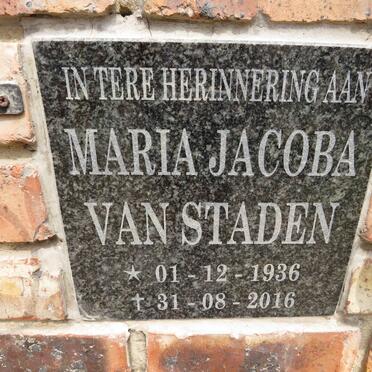 IN TERE HERINNERING AAN
MARIA JACOBA
VAN STADEN
★ 01 - 12 - 1936
✝ 31 - 08 - 2016